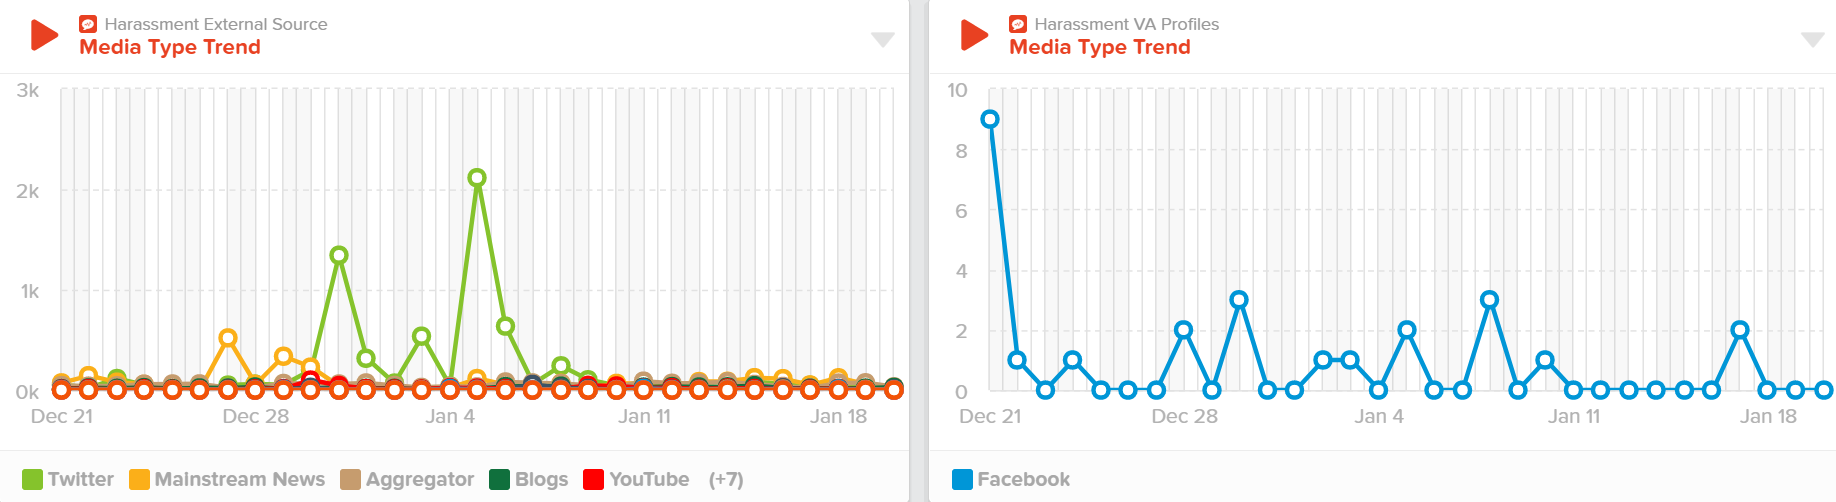 Harassment External Source
Media Type Trend
3k
2k
1k
0k
Dec 21 Dec 28 Jan 4 Jan 11 Jan 18
Twitter Mainstream News Aggregator Blogs YouTube (+7)
Harassment VA Profiles
Media Type Trend
10
8
6
4
2
0
Dec 21 Dec 28 Jan 4 Jan 11 Jan 18
Facebook